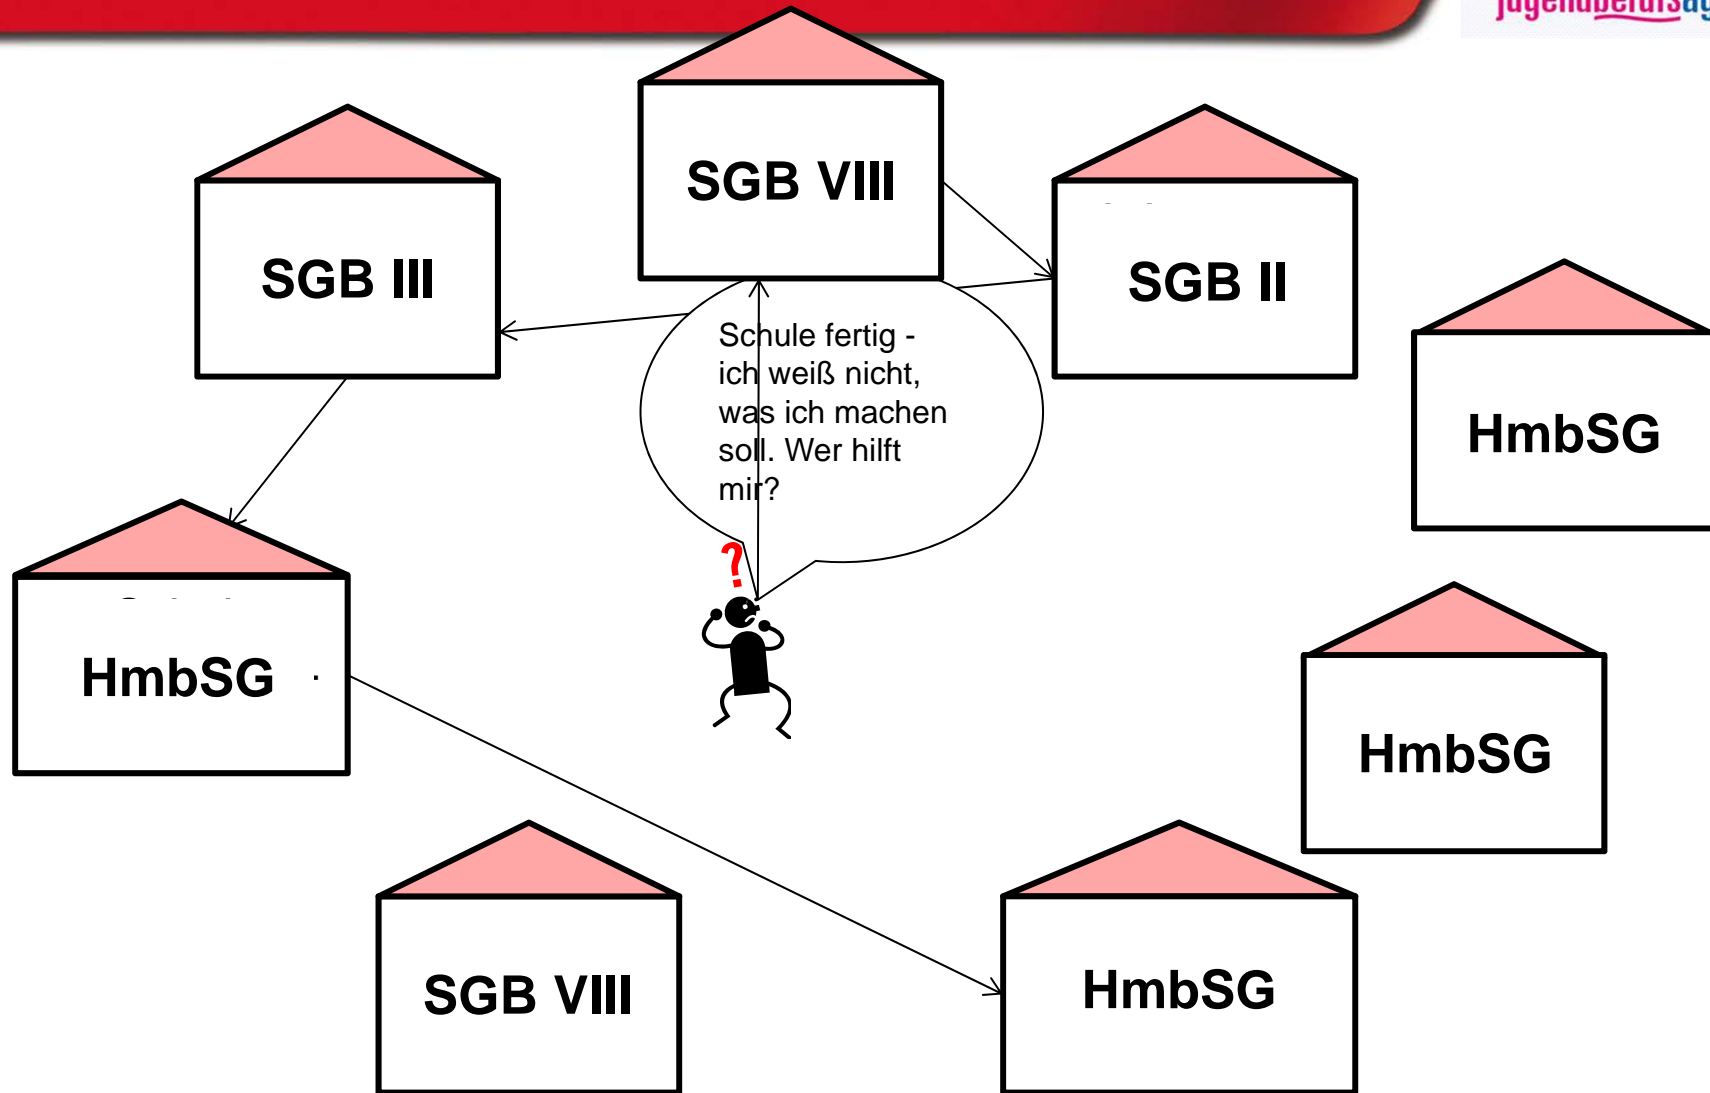 SGB VIII
SGB III
SGB II
HmbSG
Schule fertig -
ich weiß nicht,
was ich machen
soll. Wer hilft
mir?
?
HmbSG
HmbSG
SGB VIII
HmbSG